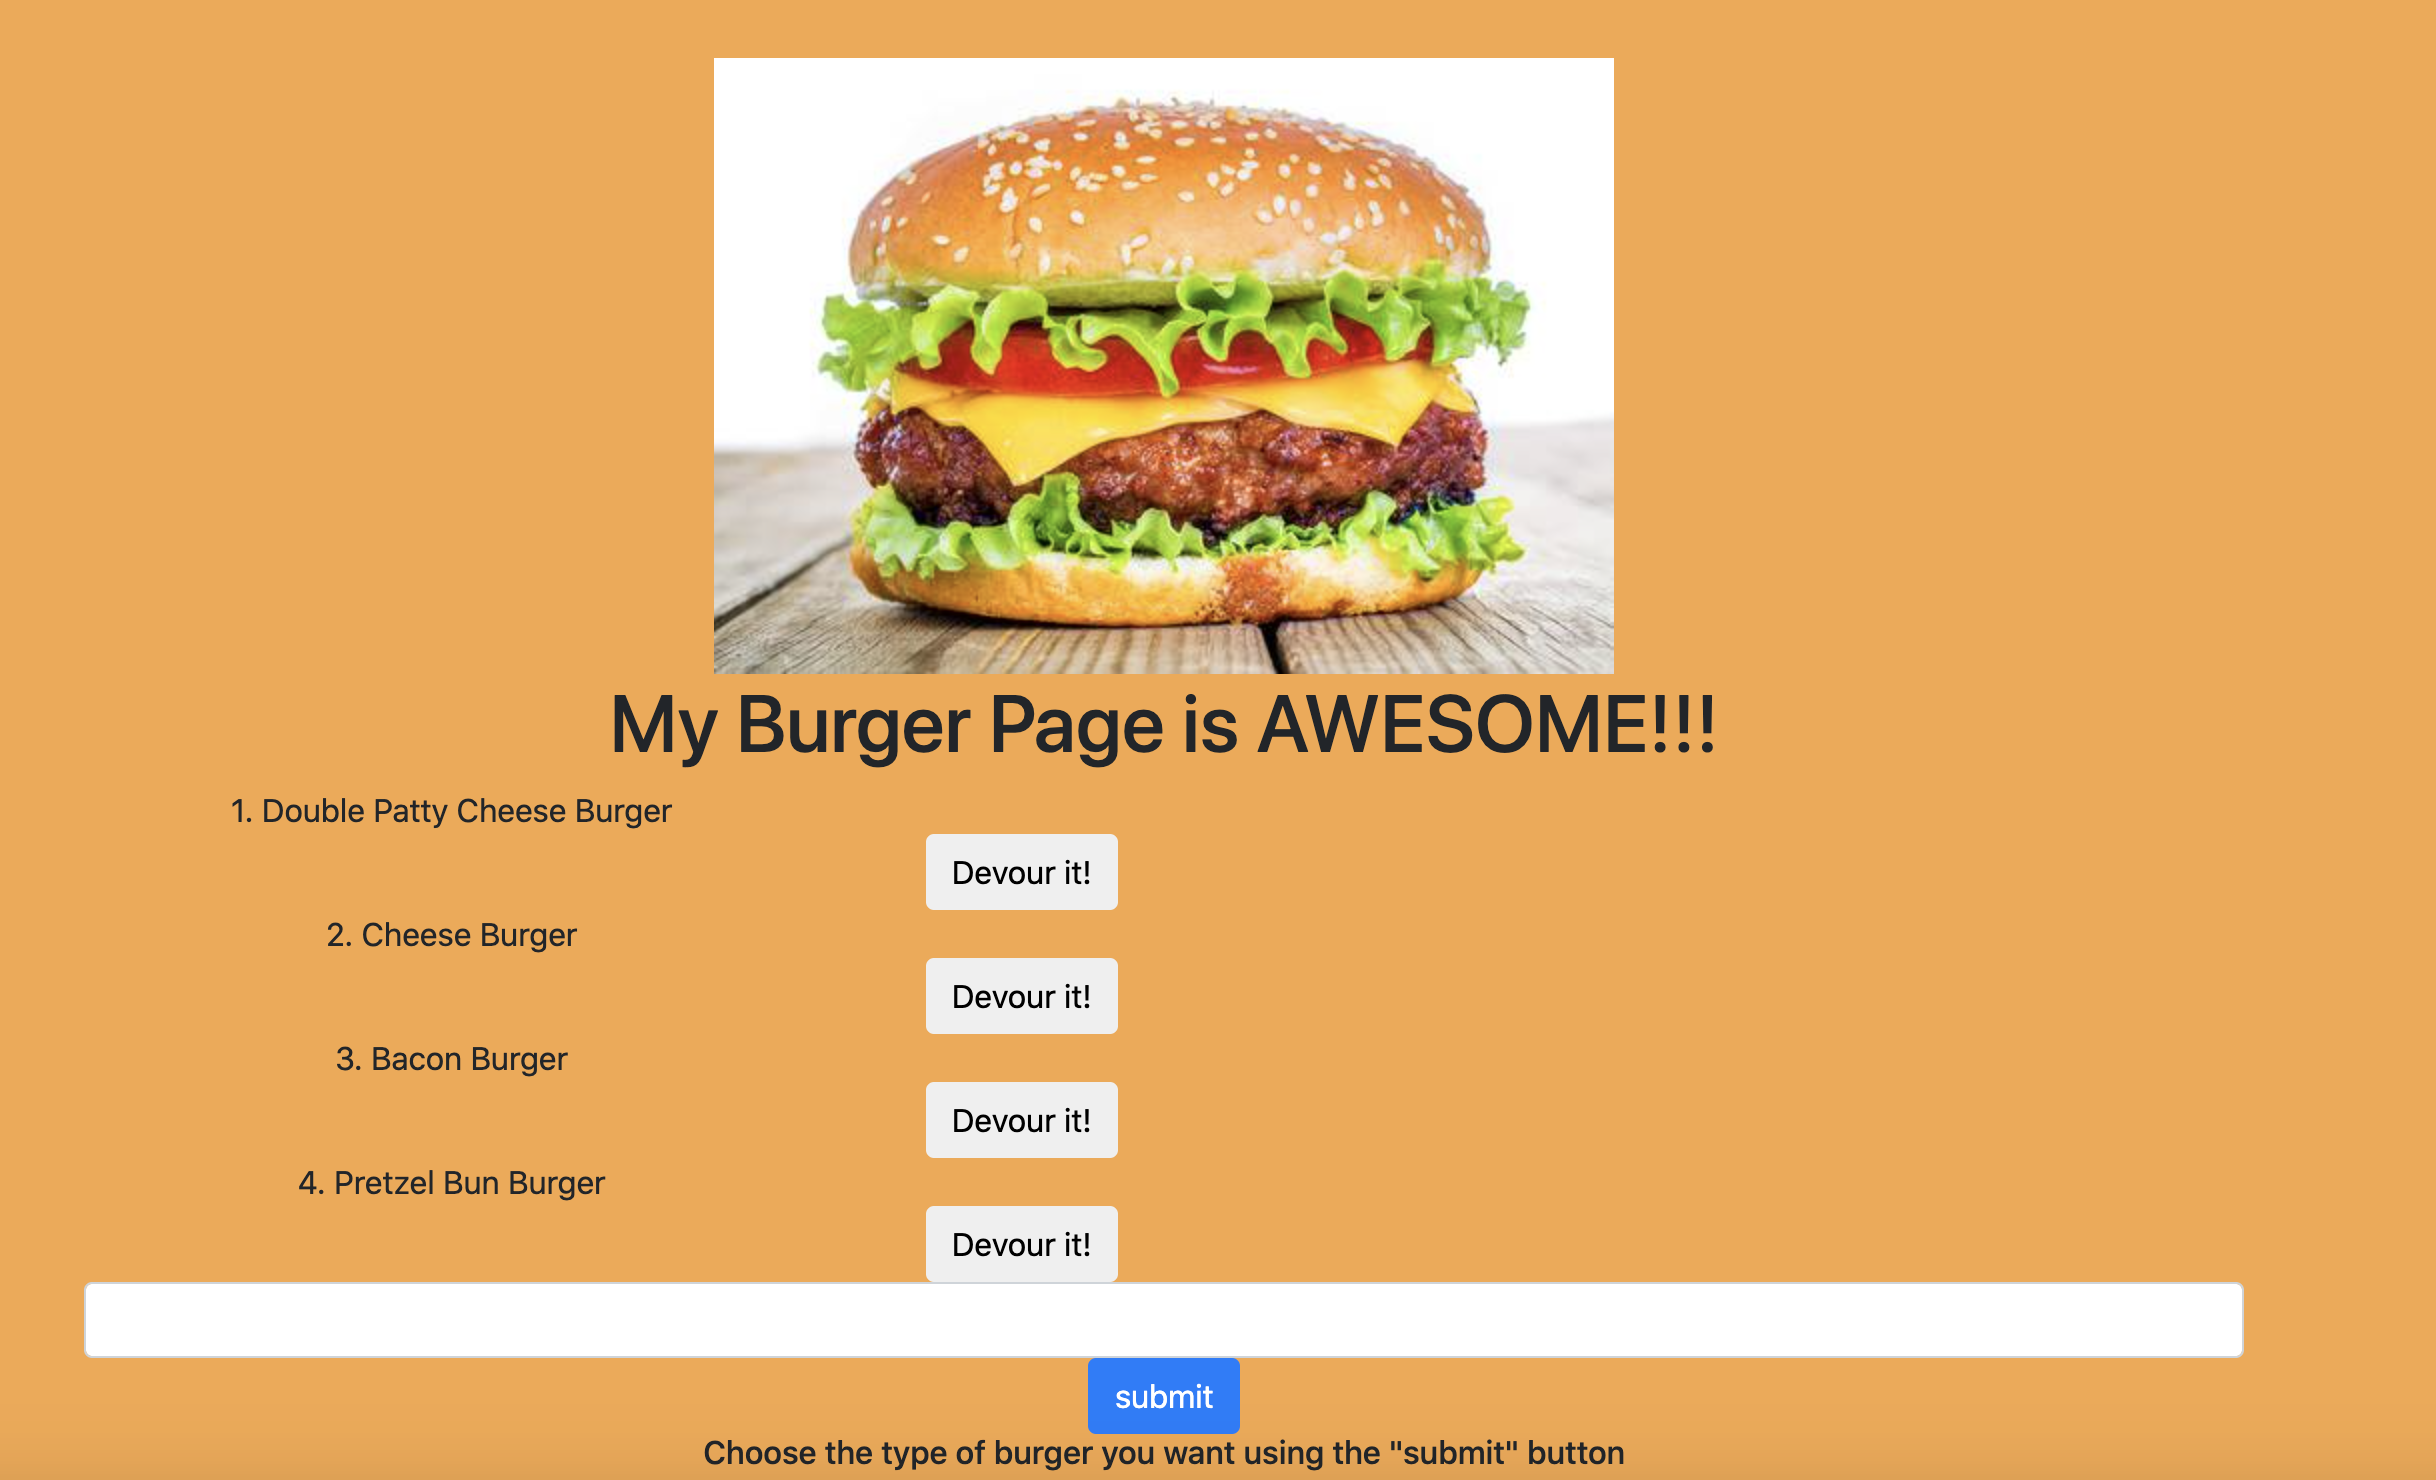 My Burger Page is AWESOME!!!
1. Double Patty Cheese Burger
Devour it!
2. Cheese Burger
Devour it!
3. Bacon Burger
Devour it!
4. Pretzel Bun Burger
Devour it!
submit
Choose the type of burger you want using the "submit" button